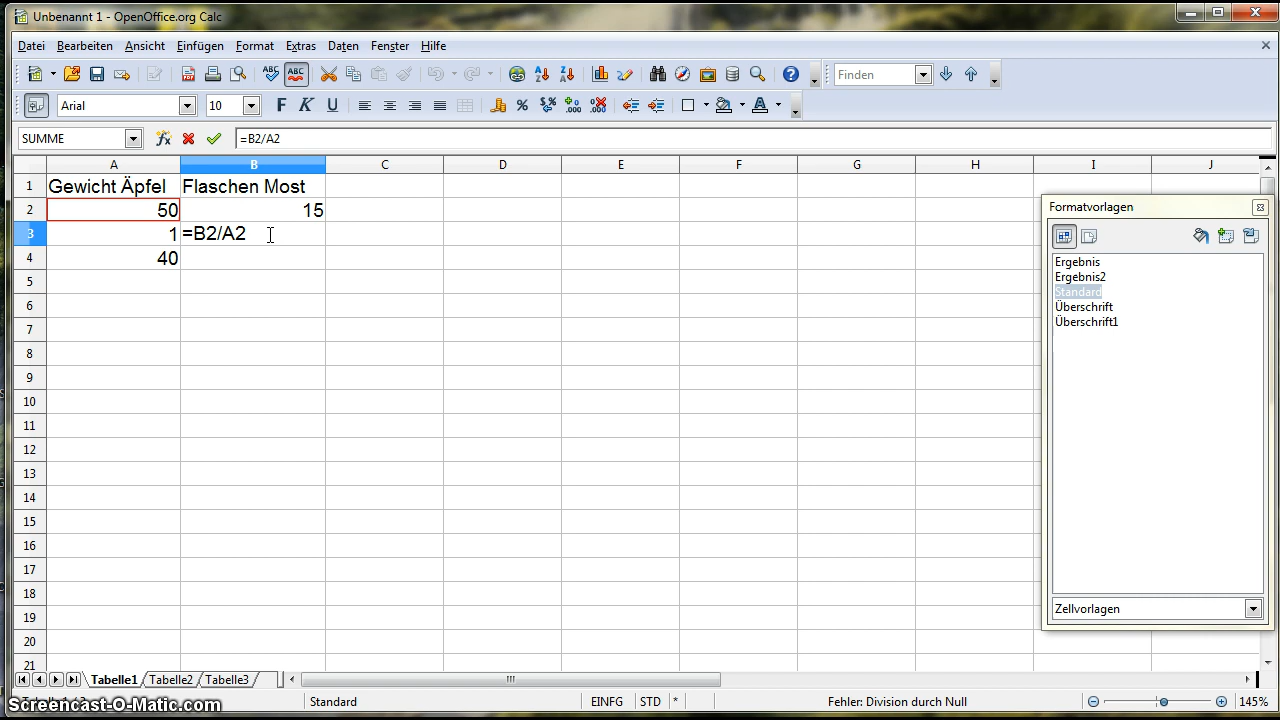 Unbenannt 1 - OpenOffice.org Calc
Datei Bearbeiten Ansicht Einfügen Format Extras Daten Fenster Hilfe
Finden
Arial 10
SUMME =B2/A2
A B C D E F G H I J
1 Gewicht Äpfel Flaschen Most
2 50 15
3 1 =B2/A2
4 40
5
6
7
8
9
10
11
12
13
14
15
16
17
18
19
20
21
Formatvorlagen
Ergebnis
Ergebnis2
Standard
Überschrift
Überschrift1
Zellvorlagen
Tabelle1 Tabelle2 Tabelle3
Standard EINFG STD * Fehler: Division durch Null 145%
Screencast-O-Matic.com